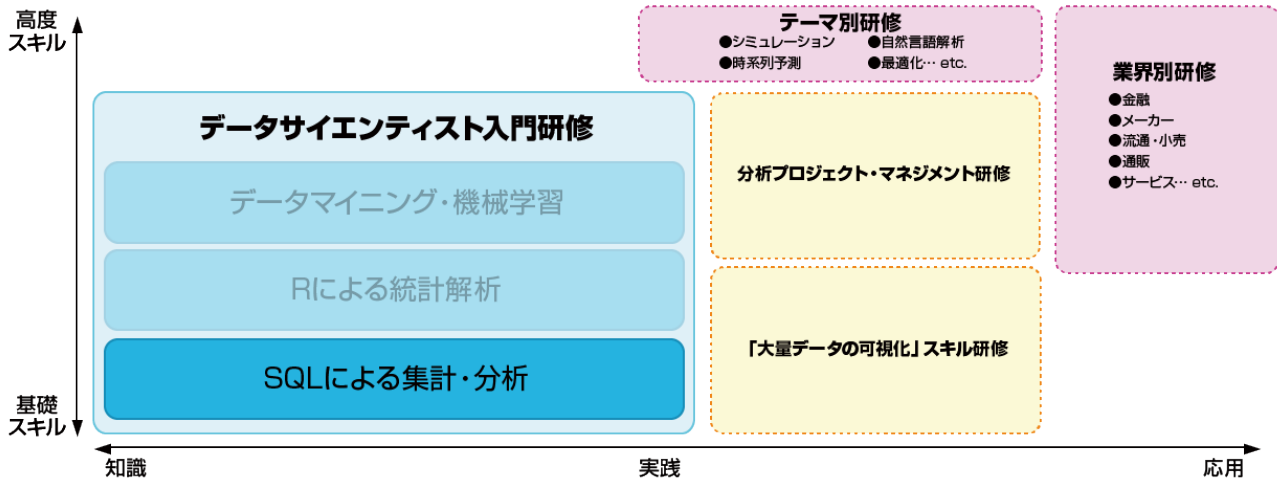 高度
スキル
テーマ別研修
●シミュレーション ●自然言語解析
●時系列予測 ●最適化… etc.
業界別研修
●金融
●メーカー
●流通・小売
●通販
●サービス… etc.
データサイエンティスト入門研修
データマイニング・機械学習
Rによる統計解析
SQLによる集計・分析
分析プロジェクト・マネジメント研修
「大量データの可視化」スキル研修
基礎
スキル
知識 実践 応用